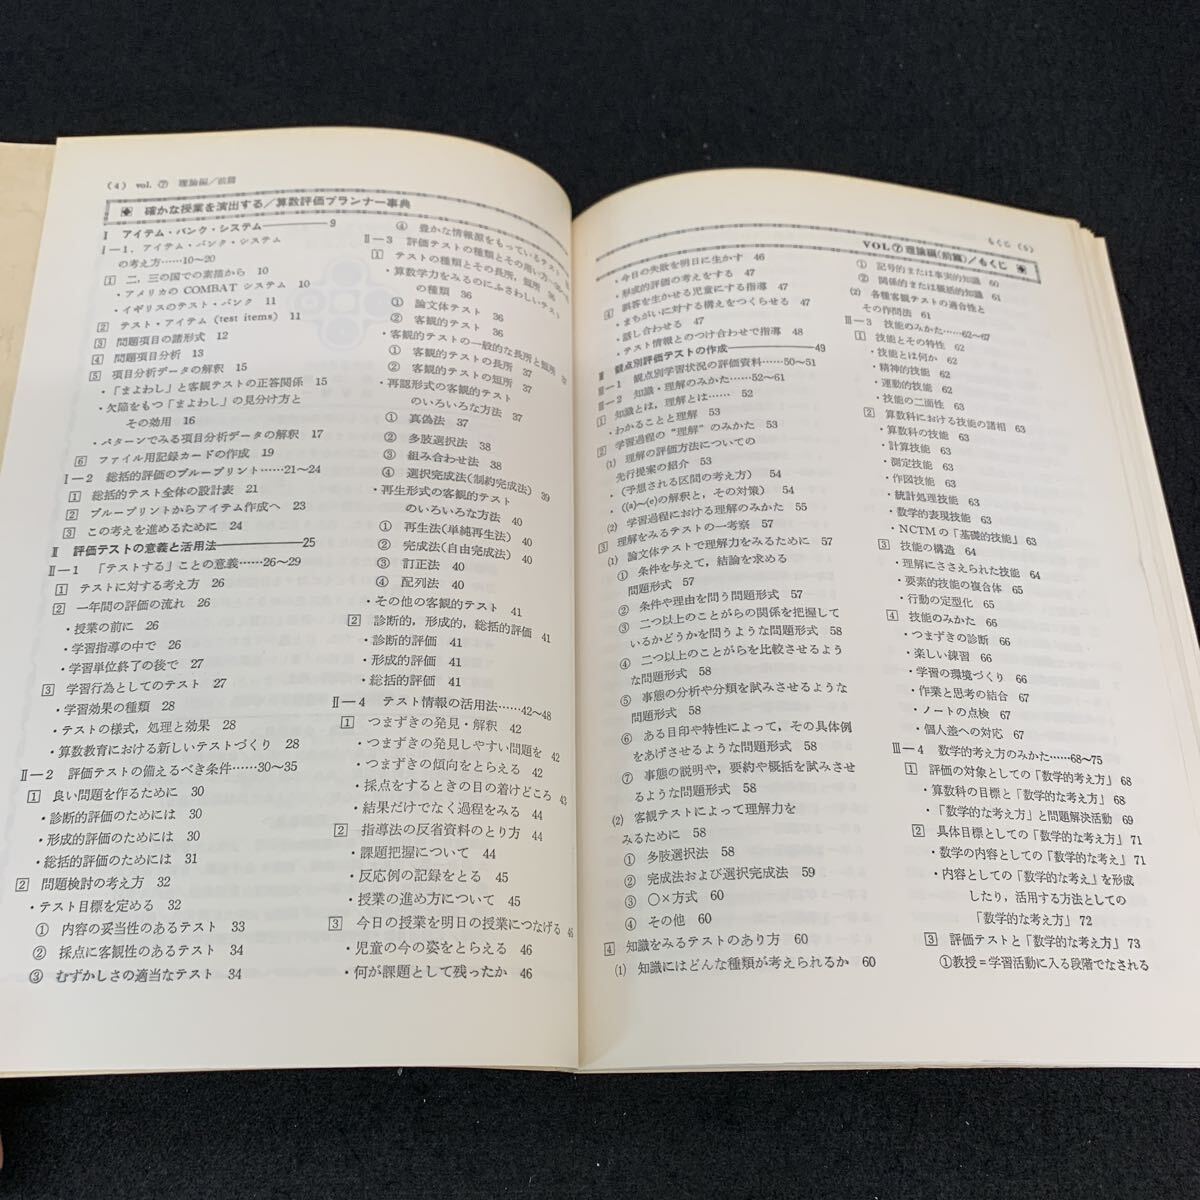 (4) vol. ⑦ 理論編／前篇
確かな授業を演出する／算数評価プランナー事典
Ⅰ アイテム・バンク・システム 9
Ⅰ－1. アイテム・バンク・システム
の考え方……10〜20
1 一、二、三の国での素描から 10
・アメリカの COMBAT システム 10
・イギリスのテスト・バンク 11
2 テスト・アイテム (test items) 11
3 問題項目の諸形式 12
4 問題項目分析 13
5 項目分析データの解釈 15
・「まよわし」と客観テストの正答関係 15
・欠陥をもつ「まよわし」の見分け方と
その効用 16
・パターンでみる項目分析データの解釈 17
6 ファイル用記録カードの作成 19
Ⅰ－2 総括的評価のブループリント……21〜24
1 総括的テスト全体の設計表 21
2 ブループリントからアイテム作成へ 23
3 この考えを進めるために 24
Ⅱ 評価テストの意義と活用法 25
Ⅱ－1 「テストする」ことの意義……26〜29
1 テストに対する考え方 26
2 一年間の評価の流れ 26
・授業の前に 26
・学習指導の中で 26
・学習単位終了の後で 27
3 学習行為としてのテスト 27
・学習効果の種類 28
・テストの様式，処理と効果 28
・算数教育における新しいテストづくり 28
Ⅱ－2 評価テストの備えるべき条件……30〜35
1 良い問題を作るために 30
・診断的評価のためには 30
・形成的評価のためには 30
・総括的評価のためには 31
2 問題検討の考え方 32
・テスト目標を定める 32
① 内容の妥当性のあるテスト 33
② 採点に客観性のあるテスト 34
③ むずかしさの適当なテスト 34
④ 豊かな情報源をもっているテスト
Ⅱ－3 評価テストの種類とその用い方
1 テストの種類とその長所，短所 36
・算数学力をみるのにふさわしいテスト
の種類 36
① 論文体テスト 36
② 客観的テスト 36
・客観的テストの一般的な長所と短所 37
① 客観的テストの長所 37
② 客観的テストの短所 37
・再認形式の客観的テスト
のいろいろな方法 37
① 真偽法 37
② 多肢選択法 38
③ 組み合わせ法 38
④ 選択完成法(制約完成法) 39
・再生形式の客観的テスト
のいろいろな方法 40
① 再生法(単純再生法) 40
② 完成法(自由完成法) 40
③ 訂正法 40
④ 配列法 40
・その他の客観的テスト 41
2 診断的，形成的，総括的評価 41
・診断的評価 41
・形成的評価 41
・総括的評価 41
Ⅱ－4 テスト情報の活用法……42〜48
1 つまずきの発見・解釈 42
・つまずきの発見しやすい問題を 42
・つまずきの傾向をとらえる 42
・採点をするときの目の着けどころ 43
・結果だけでなく過程をみる 44
2 指導法の反省資料のとり方 44
・課題把握について 44
・反応例の記録をとる 45
・授業の進め方について 45
3 今日の授業を明日の授業につなげる 45
・児童の今の姿をとらえる 46
・何が課題として残ったか 46
もくじ (5)
VOL.⑦理論編(前篇)／もくじ
・今日の失敗を明日に生かす 46
・形成的評価の考えをする 47
4 誤答を生かせる児童にする指導 47
・まちがいに対する構えをつくらせる 47
・話し合わせる 47
・テスト情報とのつけ合わせで指導 48
Ⅲ 観点別評価テストの作成 49
Ⅲ－1 観点別学習状況の評価資料……50〜51
Ⅲ－2 知識・理解のみかた……52〜61
1 知識とは，理解とは…… 52
・わかることと理解 53
2 学習過程の“理解”のみかた 53
(1) 理解の評価方法についての
先行提案の紹介 53
・(予想される区間の考え方) 54
・((a)〜(e)の解釈と，その対策) 54
(2) 学習過程における理解のみかた 55
3 理解をみるテストの一考察 57
(1) 論文体テストで理解力をみるために 57
① 条件を与えて，結論を求める
問題形式 57
② 条件や理由を問う問題形式 57
③ 二つ以上のことがらの関係を把握して
いるかどうかを問うような問題形式 58
④ 二つ以上のことがらを比較させるよう
な問題形式 58
⑤ 事態の分析や分類を試みさせるような
問題形式 58
⑥ ある目印や特性によって，その具体例
をあげさせるような問題形式 58
⑦ 事態の説明や，要約や概括を試みさせ
るような問題形式 58
(2) 客観テストによって理解力を
みるために 58
① 多肢選択法 58
② 完成法および選択完成法 59
③ ○×方式 60
④ その他 60
4 知識をみるテストのあり方 60
(1) 知識にはどんな種類が考えられるか 60
① 記号的または事実的知識 60
② 関係的または概括的知識 61
(2) 各種客観テストの適合性と
その作問法 61
Ⅲ－3 技能のみかた……62〜67
1 技能とその特性 62
・技能とは何か 62
・精神的技能 62
・運動的技能 62
・技能の二面性 63
2 算数科における技能の諸相 63
・算数科の技能 63
・計算技能 63
・測定技能 63
・作図技能 63
・統計処理技能 63
・数学的表現技能 63
・NCTMの「基礎的技能」 63
3 技能の構造 64
・理解にささえられた技能 64
・要素的技能の複合体 65
・行動の定型化 65
4 技能のみかた 66
・つまずきの診断 66
・楽しい練習 66
・学習の環境づくり 66
・作業と思考の結合 67
・ノートの点検 67
・個人差への対応 67
Ⅲ－4 数学的考え方のみかた……68〜75
1 評価の対象としての「数学的考え方」 68
・算数科の目標と「数学的な考え方」 68
・「数学的な考え方」と問題解決活動 69
2 具体目標としての「数学的な考え方」 71
・数学の内容としての「数学的な考え」 71
・内容としての「数学的な考え」を形成
したり，活用する方法としての
「数学的な考え方」 72
3 評価テストと「数学的な考え方」 73
①教授＝学習活動に入る段階でなされる